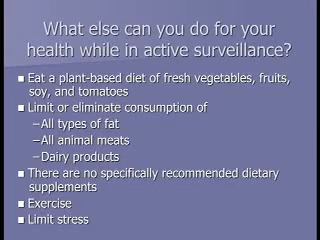 What else can you do for your
health while in active surveillance?
■ Eat a plant-based diet of fresh vegetables, fruits,
soy, and tomatoes
■ Limit or eliminate consumption of
–All types of fat
–All animal meats
–Dairy products
■ There are no specifically recommended dietary
supplements
■ Exercise
■ Limit stress